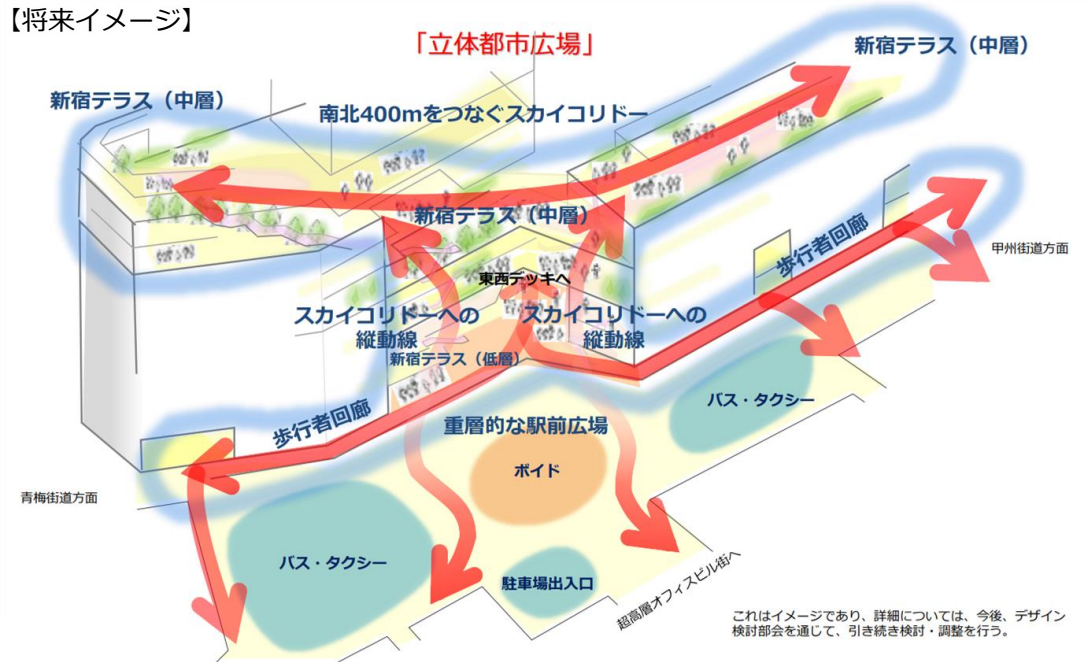 【将来イメージ】
「立体都市広場」
新宿テラス（中層）
新宿テラス（中層）
南北400mをつなぐスカイコリドー
新宿テラス（中層）
歩行者回廊
甲州街道方面
東西デッキへ
スカイコリドーへの
縦動線
スカイコリドーへの
縦動線
新宿テラス（低層）
バス・タクシー
歩行者回廊
重層的な駅前広場
ボイド
青梅街道方面
バス・タクシー
駐車場出入口
超高層オフィスビル街へ
これはイメージであり、詳細については、今後、デザイン
検討部会を通じて、引き続き検討・調整を行う。